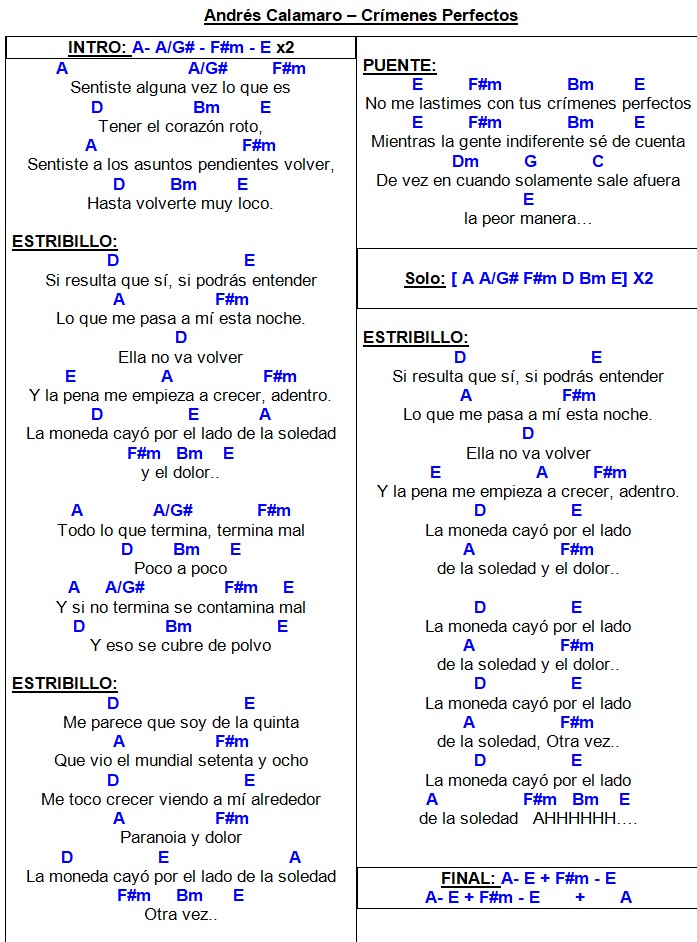 Andrés Calamaro – Crímenes Perfectos
INTRO: A- A/G# - F#m - E x2
A A/G# F#m
Sentiste alguna vez lo que es
D Bm E
Tener el corazón roto,
A F#m
Sentiste a los asuntos pendientes volver,
D Bm E
Hasta volverte muy loco.
ESTRIBILLO:
D E
Si resulta que sí, si podrás entender
A F#m
Lo que me pasa a mí esta noche.
D
Ella no va volver
E A F#m
Y la pena me empieza a crecer, adentro.
D E A
La moneda cayó por el lado de la soledad
F#m Bm E
y el dolor..
A A/G# F#m
Todo lo que termina, termina mal
D Bm E
Poco a poco
A A/G# F#m E
Y si no termina se contamina mal
D Bm E
Y eso se cubre de polvo
ESTRIBILLO:
D E
Me parece que soy de la quinta
A F#m
Que vio el mundial setenta y ocho
D E
Me toco crecer viendo a mí alrededor
A F#m
Paranoia y dolor
D E A
La moneda cayó por el lado de la soledad
F#m Bm E
Otra vez..
PUENTE:
E F#m Bm E
No me lastimes con tus crímenes perfectos
E F#m Bm E
Mientras la gente indiferente sé de cuenta
Dm G C
De vez en cuando solamente sale afuera
E
la peor manera…
Solo: [ A A/G# F#m D Bm E] X2
ESTRIBILLO:
D E
Si resulta que sí, si podrás entender
A F#m
Lo que me pasa a mí esta noche.
D
Ella no va volver
E A F#m
Y la pena me empieza a crecer, adentro.
D E
La moneda cayó por el lado
A F#m
de la soledad y el dolor..
D E
La moneda cayó por el lado
A F#m
de la soledad y el dolor..
D E
La moneda cayó por el lado
A F#m
de la soledad, Otra vez..
D E
La moneda cayó por el lado
A F#m Bm E
de la soledad AHHHHHH….
FINAL: A- E + F#m - E
A- E + F#m - E + A